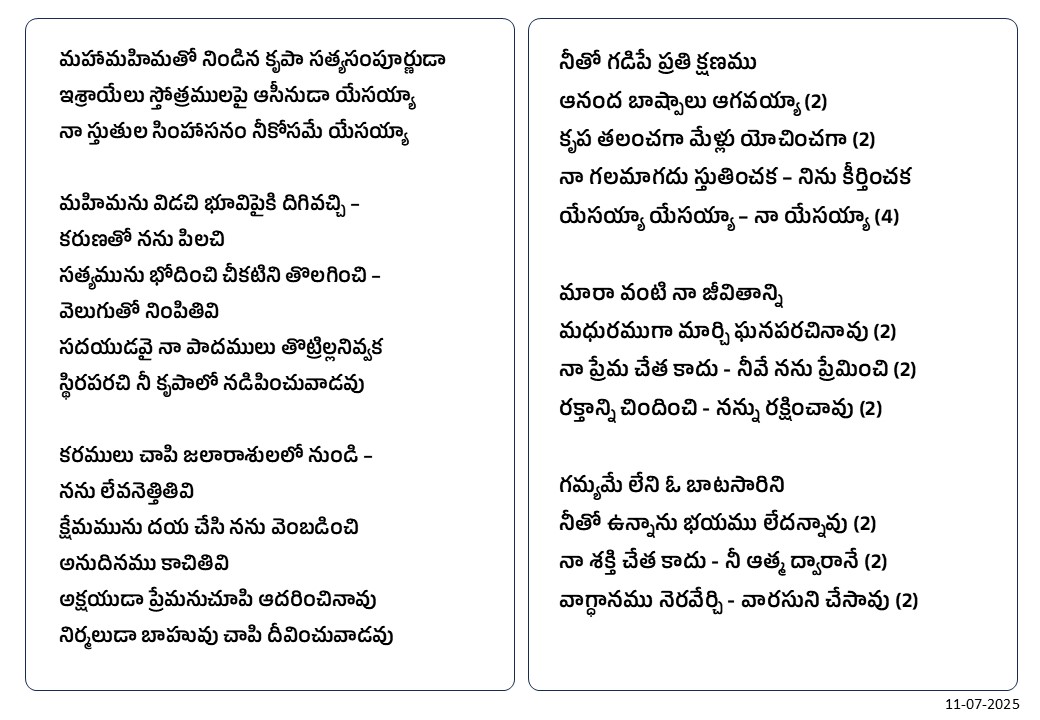 మహామహిమతో నిండిన కృపా సత్యసంపూర్ణుడా
ఇశ్రాయేలు స్తోత్రములపై ఆసీనుడా యేసయ్యా
నా స్తుతుల సింహాసనం నీకోసమే యేసయ్యా
మహిమను విడచి భూవిపైకి దిగివచ్చి –
కరుణతో నను పిలచి
సత్యమును భోదించి చీకటిని తొలగించి –
వెలుగుతో నింపితివి
సదయుడవై నా పాదములు తొట్రిల్లనివ్వక
స్థిరపరచి నీ కృపాలో నడిపించువాడవు
కరములు చాపి జలారాశులలో నుండి –
నను లేవనెత్తితివి
క్షేమమును దయ చేసి నను వెంబడించి
అనుదినము కాచితివి
అక్షయుడా ప్రేమనుచూపి ఆదరించినావు
నిర్మలుడా బాహువు చాపి దీవించువాడవు
నీతో గడిపే ప్రతి క్షణము
ఆనంద బాష్పాలు ఆగవయ్యా (2)
కృప తలంచగా మేళ్లు యోచించగా (2)
నా గలమాగదు స్తుతించక – నిను కీర్తించక
యేసయ్యా యేసయ్యా – నా యేసయ్యా (4)
మారా వంటి నా జీవితాన్ని
మధురముగా మార్చి ఘనపరచినావు (2)
నా ప్రేమ చేత కాదు - నీవే నను ప్రేమించి (2)
రక్తాన్ని చిందించి - నన్ను రక్షించావు (2)
గమ్యమే లేని ఓ బాటసారిని
నీతో ఉన్నాను భయము లేదన్నావు (2)
నా శక్తి చేత కాదు - నీ ఆత్మ ద్వారానే (2)
వాగ్ధానము నెరవేర్చి - వారసుని చేసావు (2)
11-07-2025